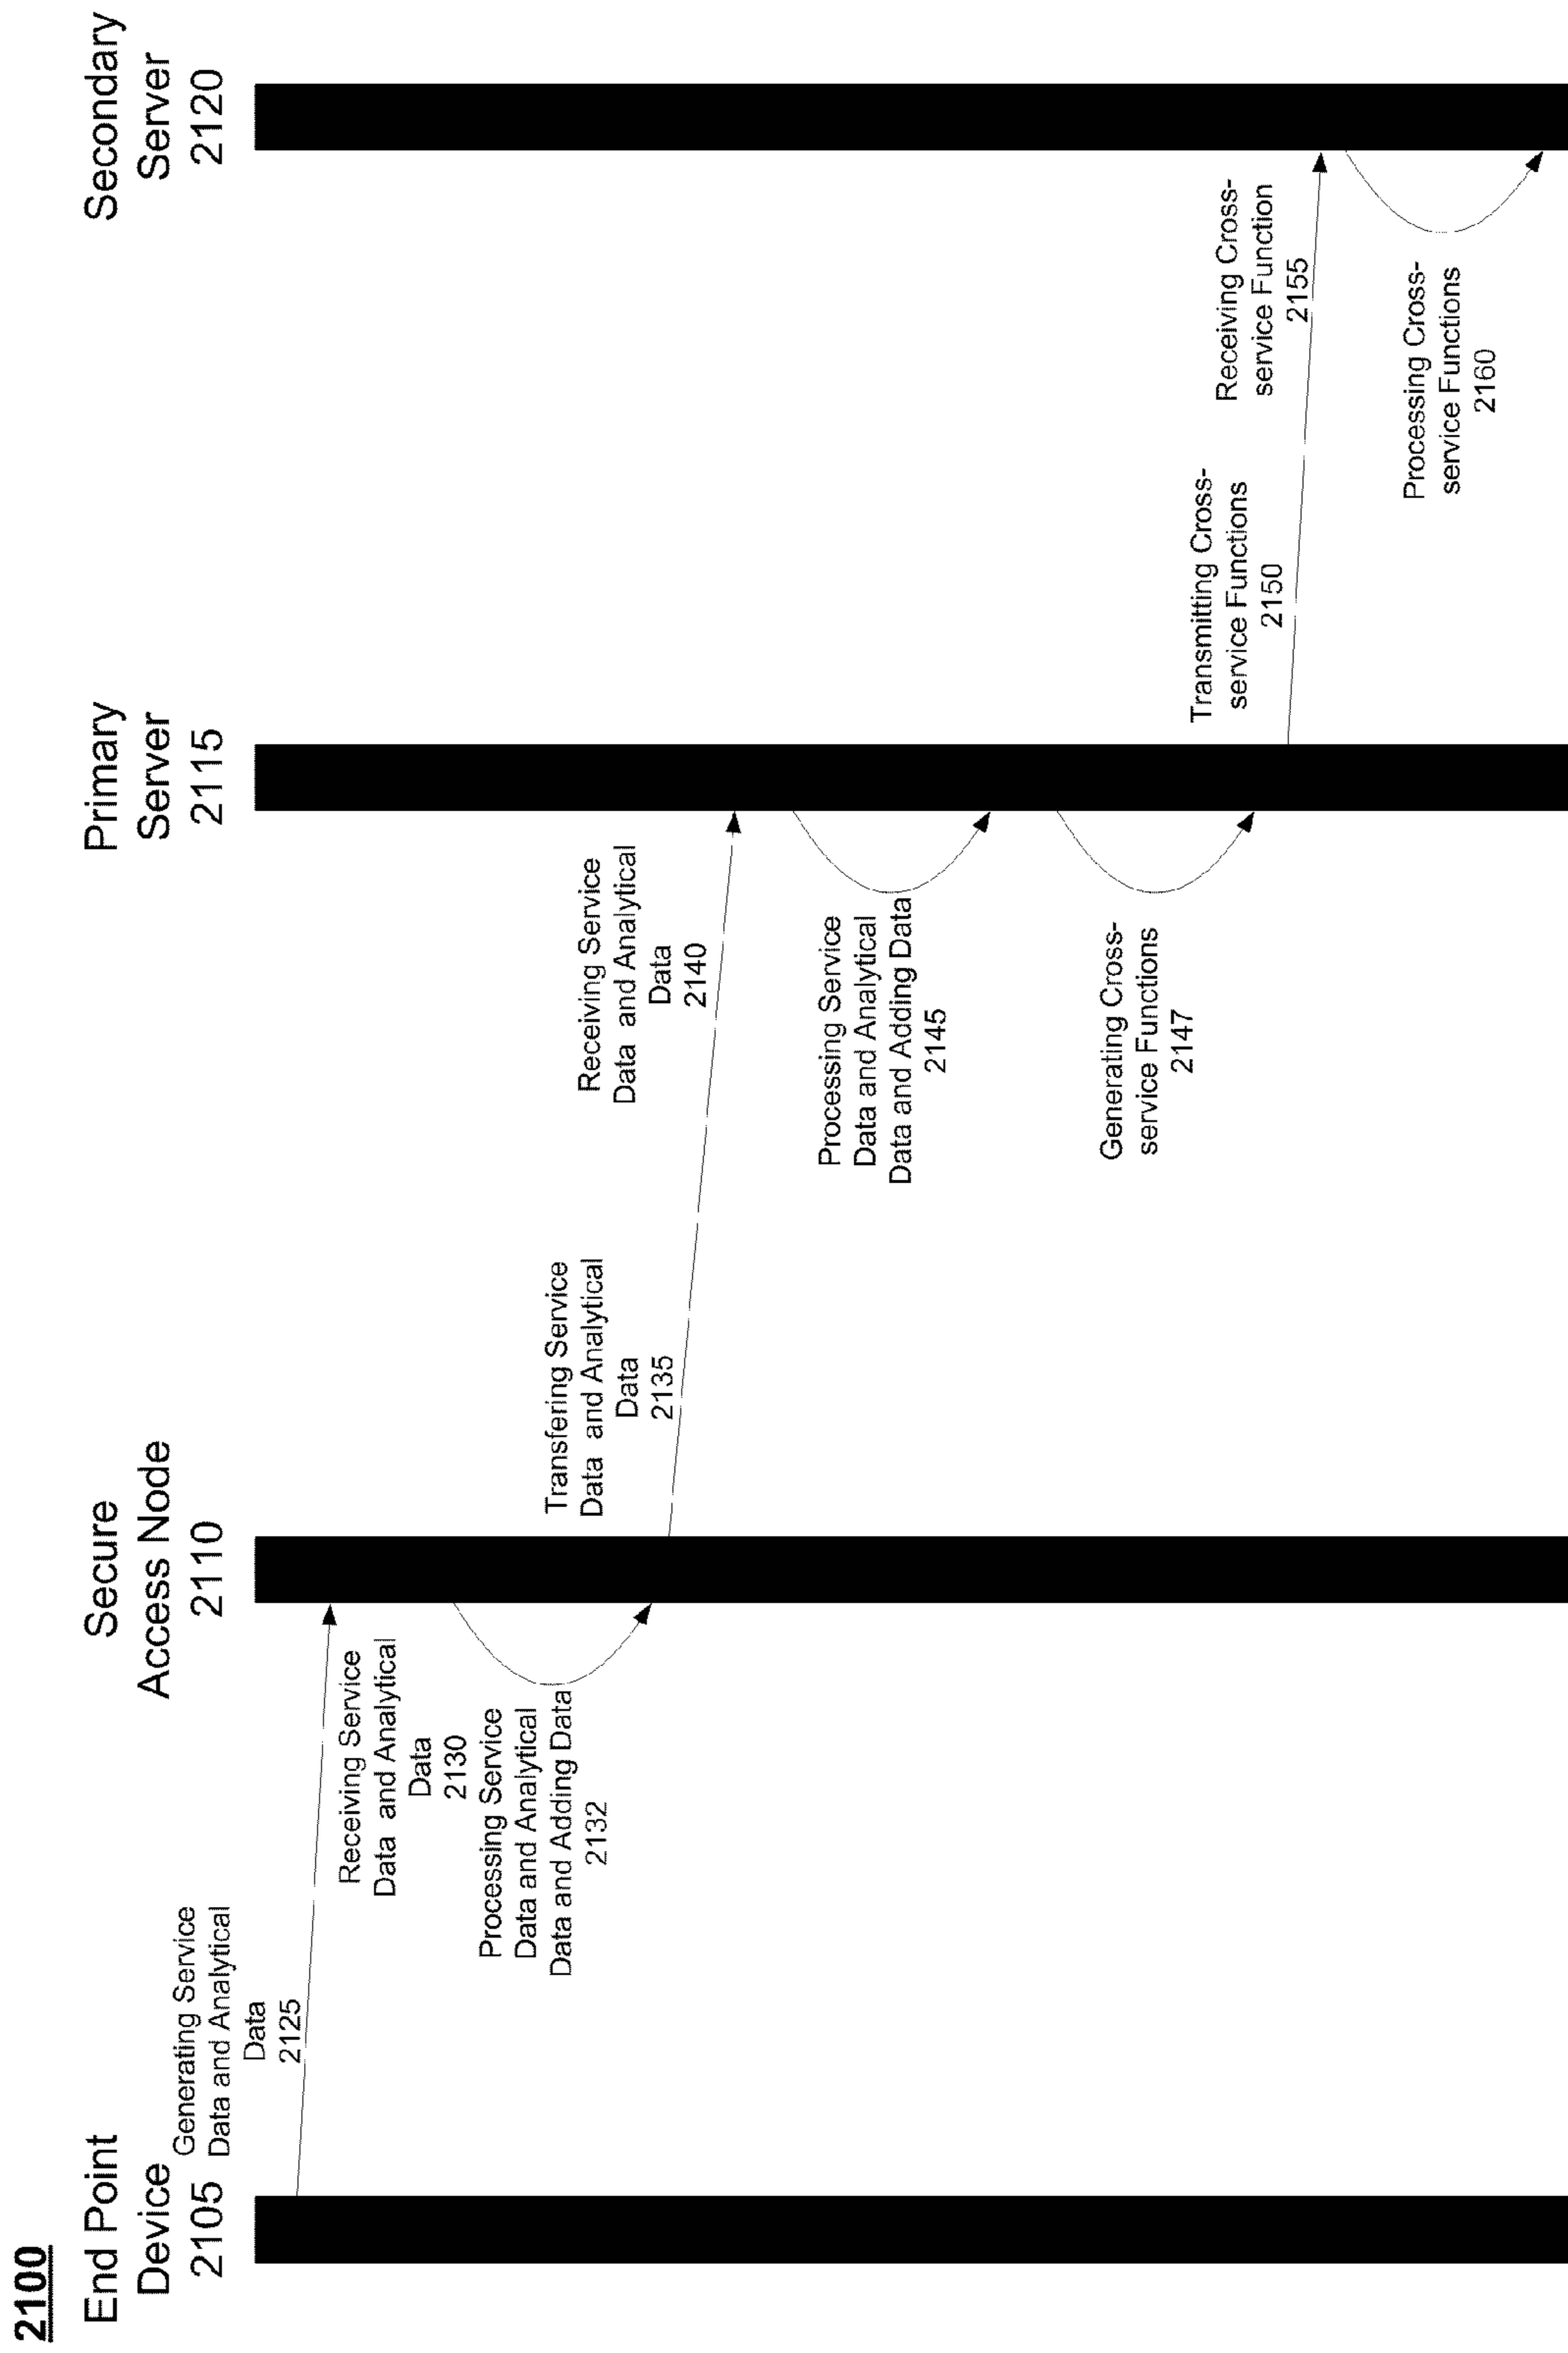 2100
End Point
Device
2105
Secure
Access Node
2110
Primary
Server
2115
Secondary
Server
2120
Generating Service
Data and Analytical
Data
2125
Receiving Service
Data and Analytical
Data
2130
Processing Service
Data and Analytical
Data and Adding Data
2132
Transfering Service
Data and Analytical
Data
2135
Receiving Service
Data and Analytical
Data
2140
Processing Service
Data and Analytical
Data and Adding Data
2145
Generating Cross-
service Functions
2147
Transmitting Cross-
service Functions
2150
Receiving Cross-
service Function
2155
Processing Cross-
service Functions
2160